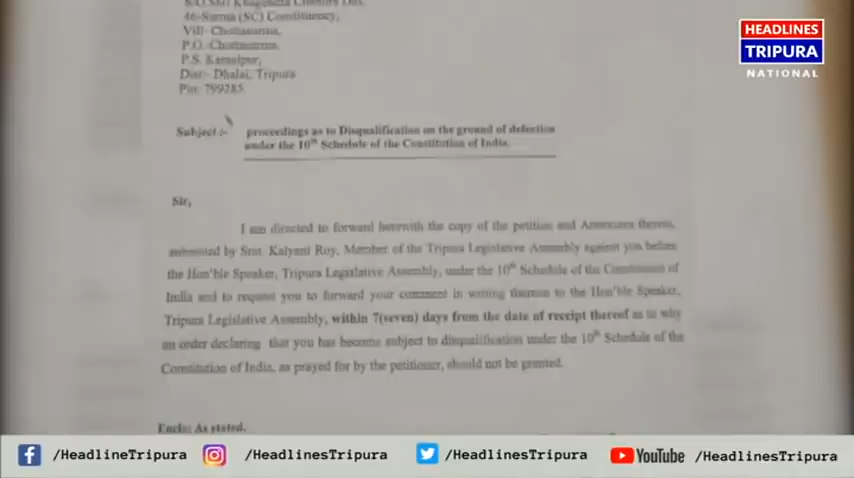 46-Surma (SC) Constituency,
Vill- Chottasurma,
P.O.-Chottasurma,
P.S. Kamalpur,
Dist:- Dhalai, Tripura
Pin: 799285.
HEADLINES
TRIPURA
NATIONAL
Subject :- proceedings as to Disqualification on the ground of defection
under the 10th Schedule of the Constitution of India.
Sir,
I am directed to forward herewith the copy of the petition and Annexures thereto,
submitted by Smt. Kalyani Roy, Member of the Tripura Legislative Assembly against you before
the Hon'ble Speaker, Tripura Legislative Assembly, under the 10th Schedule of the Constitution of
India and to request you to forward your comment in writing thereon to the Hon'ble Speaker,
Tripura Legislative Assembly, within 7(seven) days from the date of receipt thereof as to why
an order declaring that you has become subject to disqualification under the 10th Schedule of the
Constitution of India, as prayed for by the petitioner, should not be granted.
Enclo: As stated.
/HeadlineTripura
/HeadlinesTripura
/HeadlinesTripura
YouTube /HeadlinesTripura